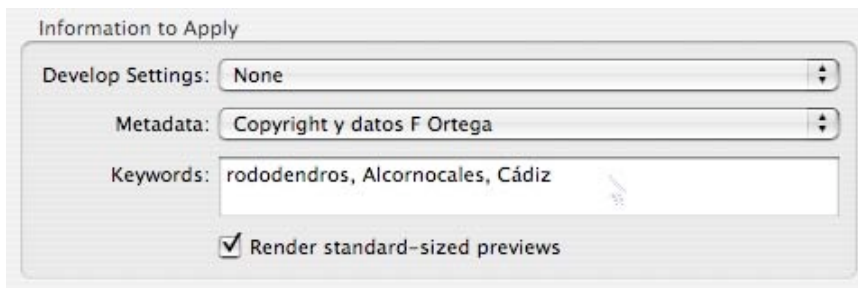 Information to Apply
Develop Settings: None
Metadata: Copyright y datos F Ortega
Keywords: rododendros, Alcornocales, Cádiz
Render standard-sized previews